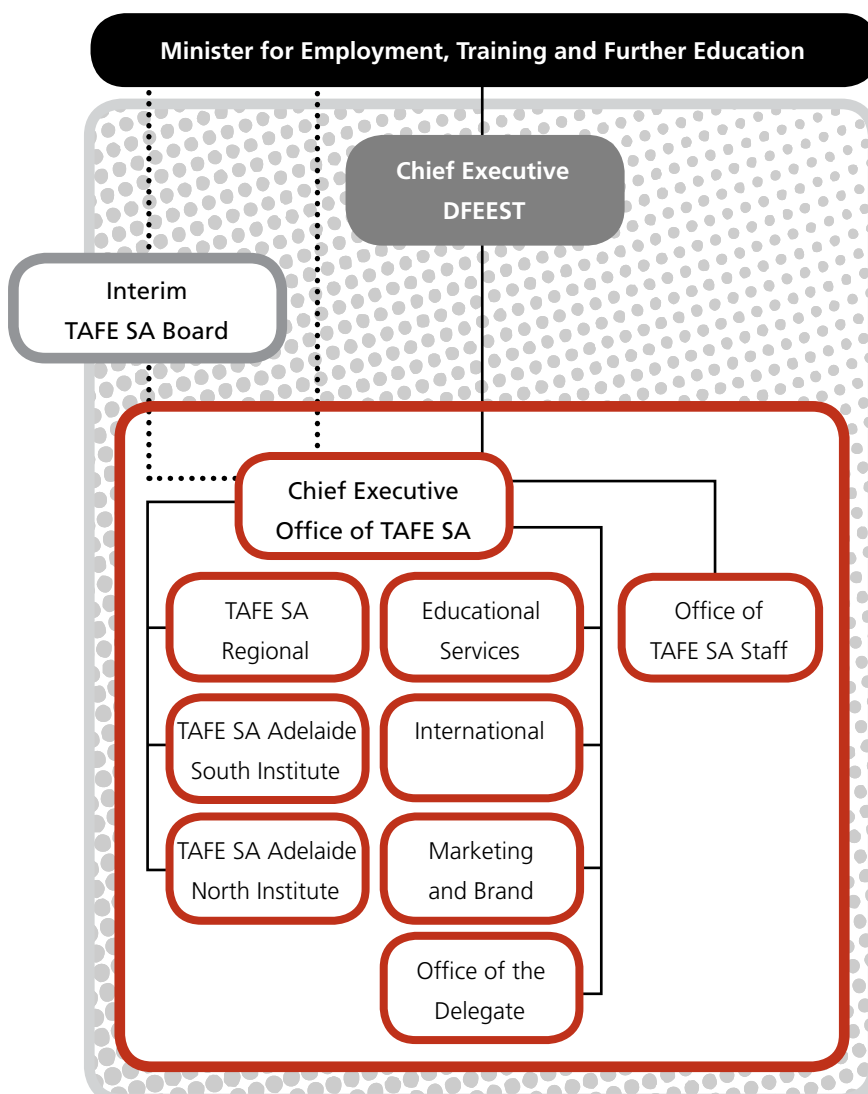 Minister for Employment, Training and Further Education
Chief Executive
DFEEST
Interim
TAFE SA Board
Chief Executive
Office of TAFE SA
TAFE SA
Regional
Educational
Services
Office of
TAFE SA Staff
TAFE SA Adelaide
South Institute
International
TAFE SA Adelaide
North Institute
Marketing
and Brand
Office of the
Delegate